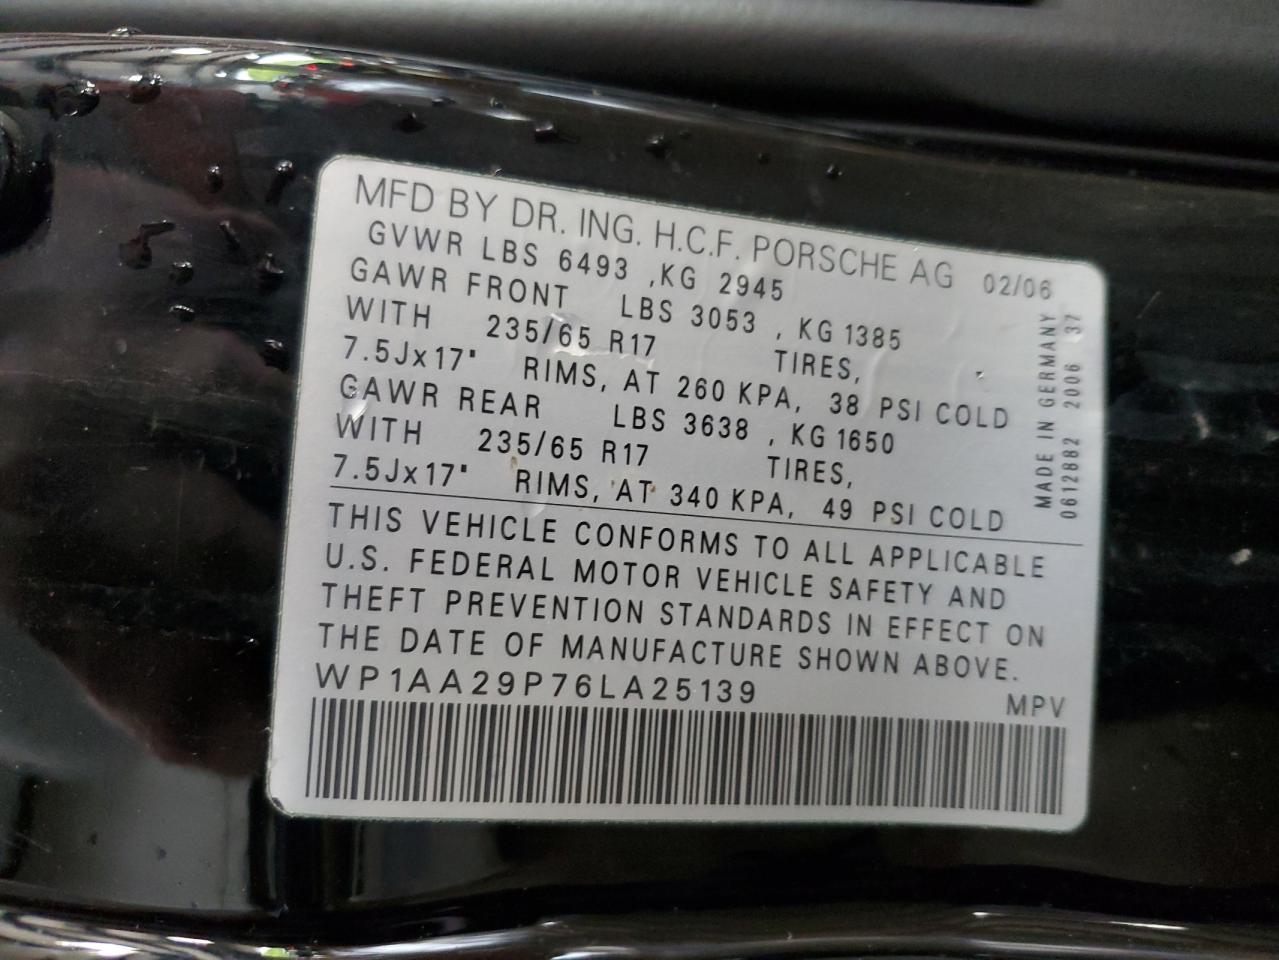 MFD BY DR. ING. H.C.F. PORSCHE AG 02/06
GVWR LBS 6493 ,KG 2945
GAWR FRONT LBS 3053 , KG 1385
WITH 235/65 R17 TIRES,
7.5Jx17" RIMS, AT 260 KPA, 38 PSI COLD
GAWR REAR LBS 3638 , KG 1650
WITH 235/65 R17 TIRES,
7.5Jx17" RIMS, AT 340 KPA, 49 PSI COLD
MADE IN GERMANY
0612882 2006 37
THIS VEHICLE CONFORMS TO ALL APPLICABLE
U.S. FEDERAL MOTOR VEHICLE SAFETY AND
THEFT PREVENTION STANDARDS IN EFFECT ON
THE DATE OF MANUFACTURE SHOWN ABOVE.
WP1AA29P76LA25139 MPV